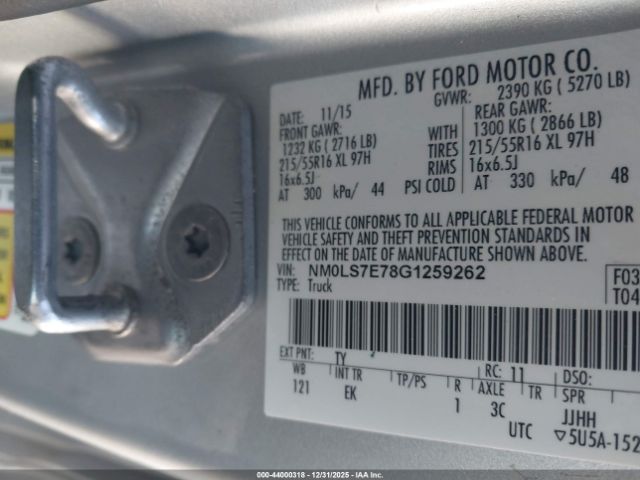 MFD. BY FORD MOTOR CO.
DATE: 11/15 GVWR: 2390 KG ( 5270 LB)
FRONT GAWR: REAR GAWR:
1232 KG ( 2716 LB) WITH 1300 KG ( 2866 LB)
215/55R16 XL 97H TIRES 215/55R16 XL 97H
16x6.5J RIMS 16x6.5J
AT 300 kPa/ 44 PSI COLD AT 330 kPa/ 48
THIS VEHICLE CONFORMS TO ALL APPLICABLE FEDERAL MOTOR
VEHICLE SAFETY AND THEFT PREVENTION STANDARDS IN
EFFECT ON THE DATE OF MANUFACTURE SHOWN ABOVE.
VIN: NM0LS7E78G1259262
TYPE: Truck
F03
T04
EXT PNT: TY RC: 11 DSO:
WB INT TR TP/PS R AXLE TR SPR
121 EK 1 3C JJHH
UTC ▽5U5A-152
000-44000318 - 12/31/2025 - IAAI, Inc.